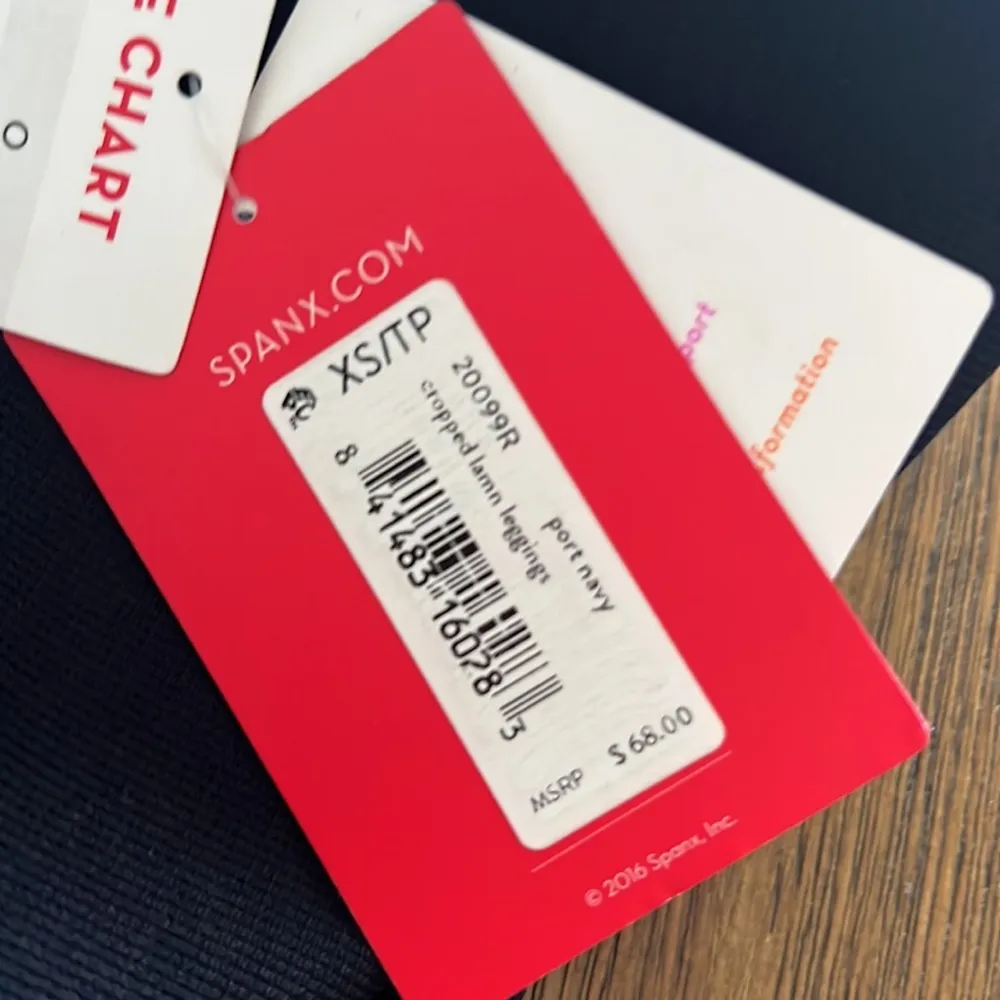 E CHART
SPANX.COM
XS/TP
20099R
cropped lamn leggings
port navy
8 41483 16028 3
MSRP $ 68.00
© 2016 Spanx, Inc.
port
sformation